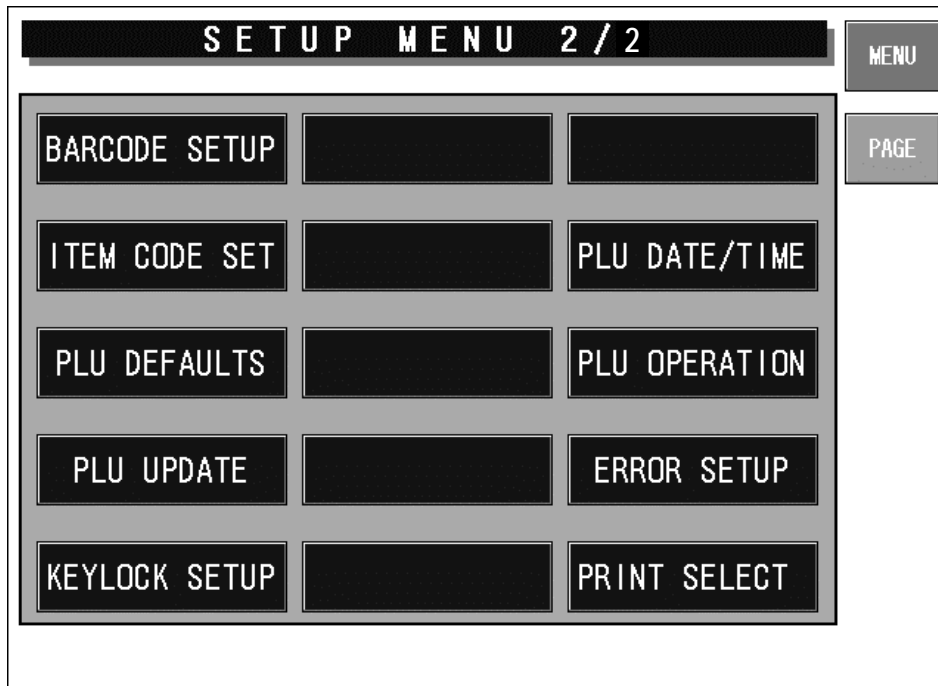 SETUP MENU 2/2
MENU
PAGE
BARCODE SETUP
ITEM CODE SET
PLU DATE/TIME
PLU DEFAULTS
PLU OPERATION
PLU UPDATE
ERROR SETUP
KEYLOCK SETUP
PRINT SELECT